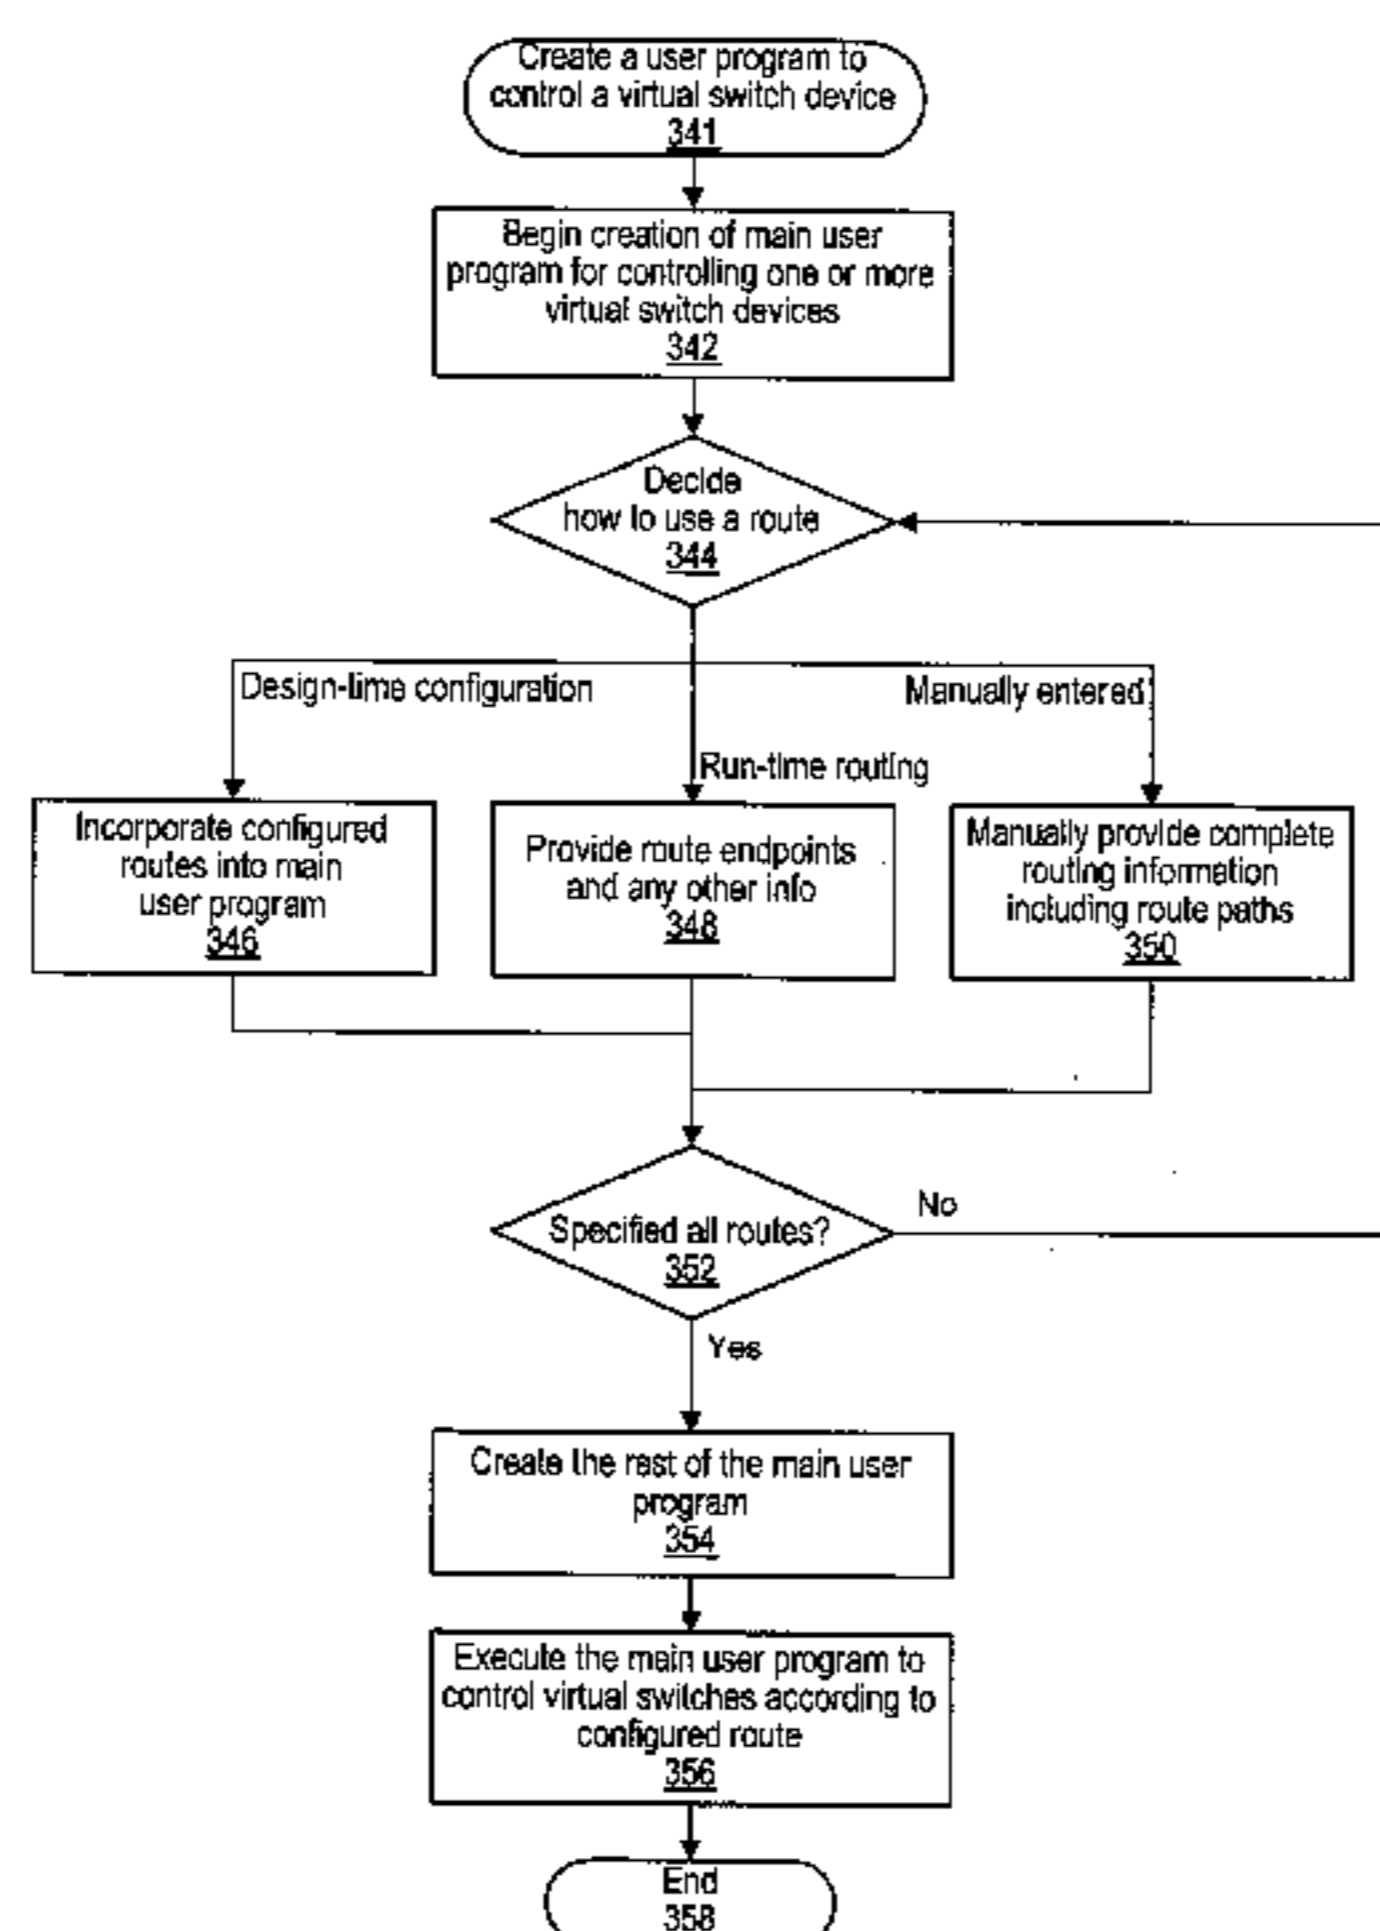 Create a user program to
control a virtual switch device
341
Begin creation of main user
program for controlling one or more
virtual switch devices
342
Decide
how to use a route
344
Design-time configuration
Manually entered
Run-time routing
Incorporate configured
routes into main
user program
346
Provide route endpoints
and any other info
348
Manually provide complete
routing information
including route paths
350
Specified all routes?
352
No
Yes
Create the rest of the main user
program
354
Execute the main user program to
control virtual switches according to
configured route
356
End
358